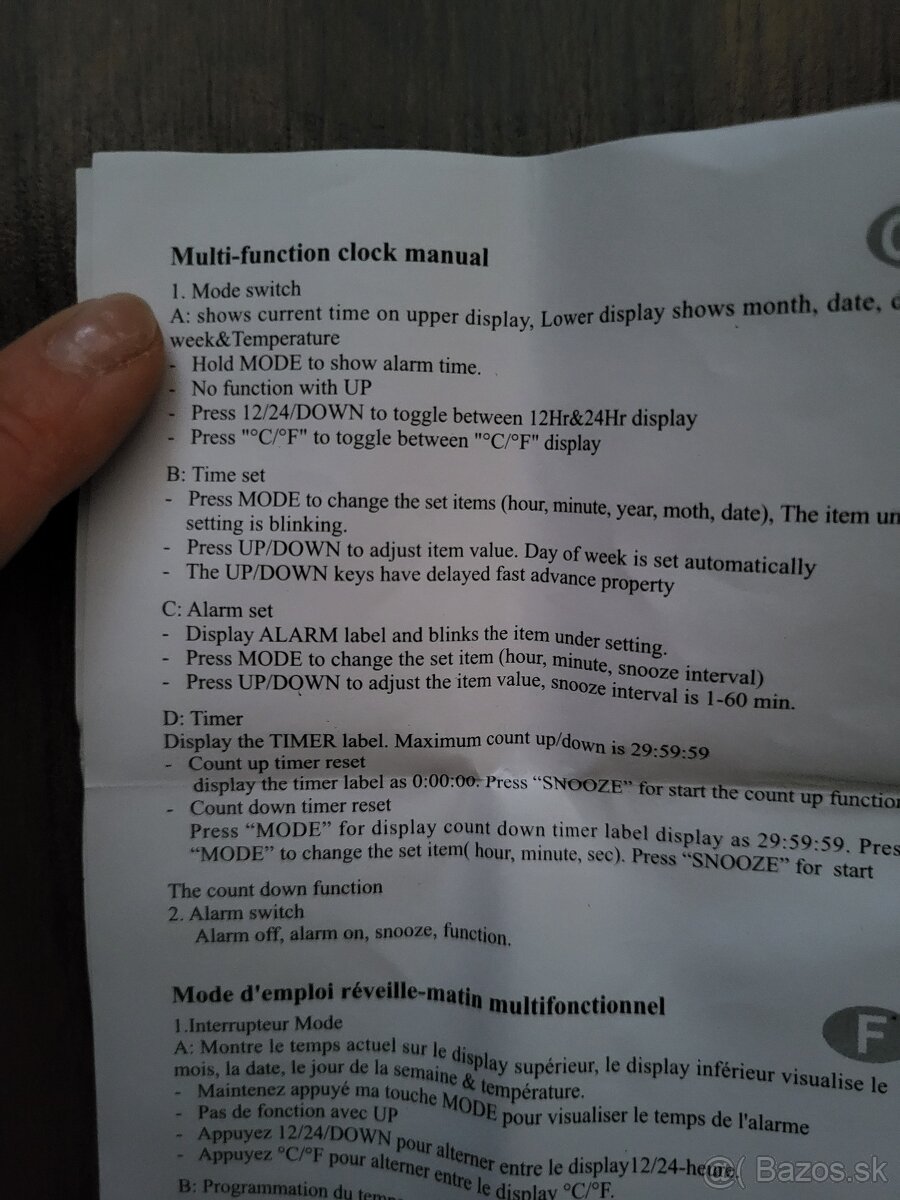 Multi-function clock manual
1. Mode switch
A: shows current time on upper display, Lower display shows month, date,
week&Temperature
- Hold MODE to show alarm time.
- No function with UP
- Press 12/24/DOWN to toggle between 12Hr&24Hr display
- Press "°C/°F" to toggle between "°C/°F" display
B: Time set
- Press MODE to change the set items (hour, minute, year, moth, date), The item un
setting is blinking.
- Press UP/DOWN to adjust item value. Day of week is set automatically
- The UP/DOWN keys have delayed fast advance property
C: Alarm set
- Display ALARM label and blinks the item under setting.
- Press MODE to change the set item (hour, minute, snooze interval)
- Press UP/DOWN to adjust the item value, snooze interval is 1-60 min.
D: Timer
Display the TIMER label. Maximum count up/down is 29:59:59
- Count up timer reset
display the timer label as 0:00:00. Press “SNOOZE” for start the count up function
- Count down timer reset
Press “MODE” for display count down timer label display as 29:59:59. Pres
“MODE” to change the set item( hour, minute, sec). Press “SNOOZE” for start
The count down function
2. Alarm switch
Alarm off, alarm on, snooze, function.
Mode d'emploi réveille-matin multifonctionnel
F
1.Interrupteur Mode
A: Montre le temps actuel sur le display supérieur, le display inférieur visualise le
mois, la date, le jour de la semaine & température.
- Maintenez appuyé ma touche MODE pour visualiser le temps de l'alarme
- Pas de fonction avec UP
- Appuyez 12/24/DOWN pour alterner entre le display12/24-heure.
- Appuyez °C/°F pour alterner entre le display °C/°F.
B: Programmation du temps
@( Bazos.sk